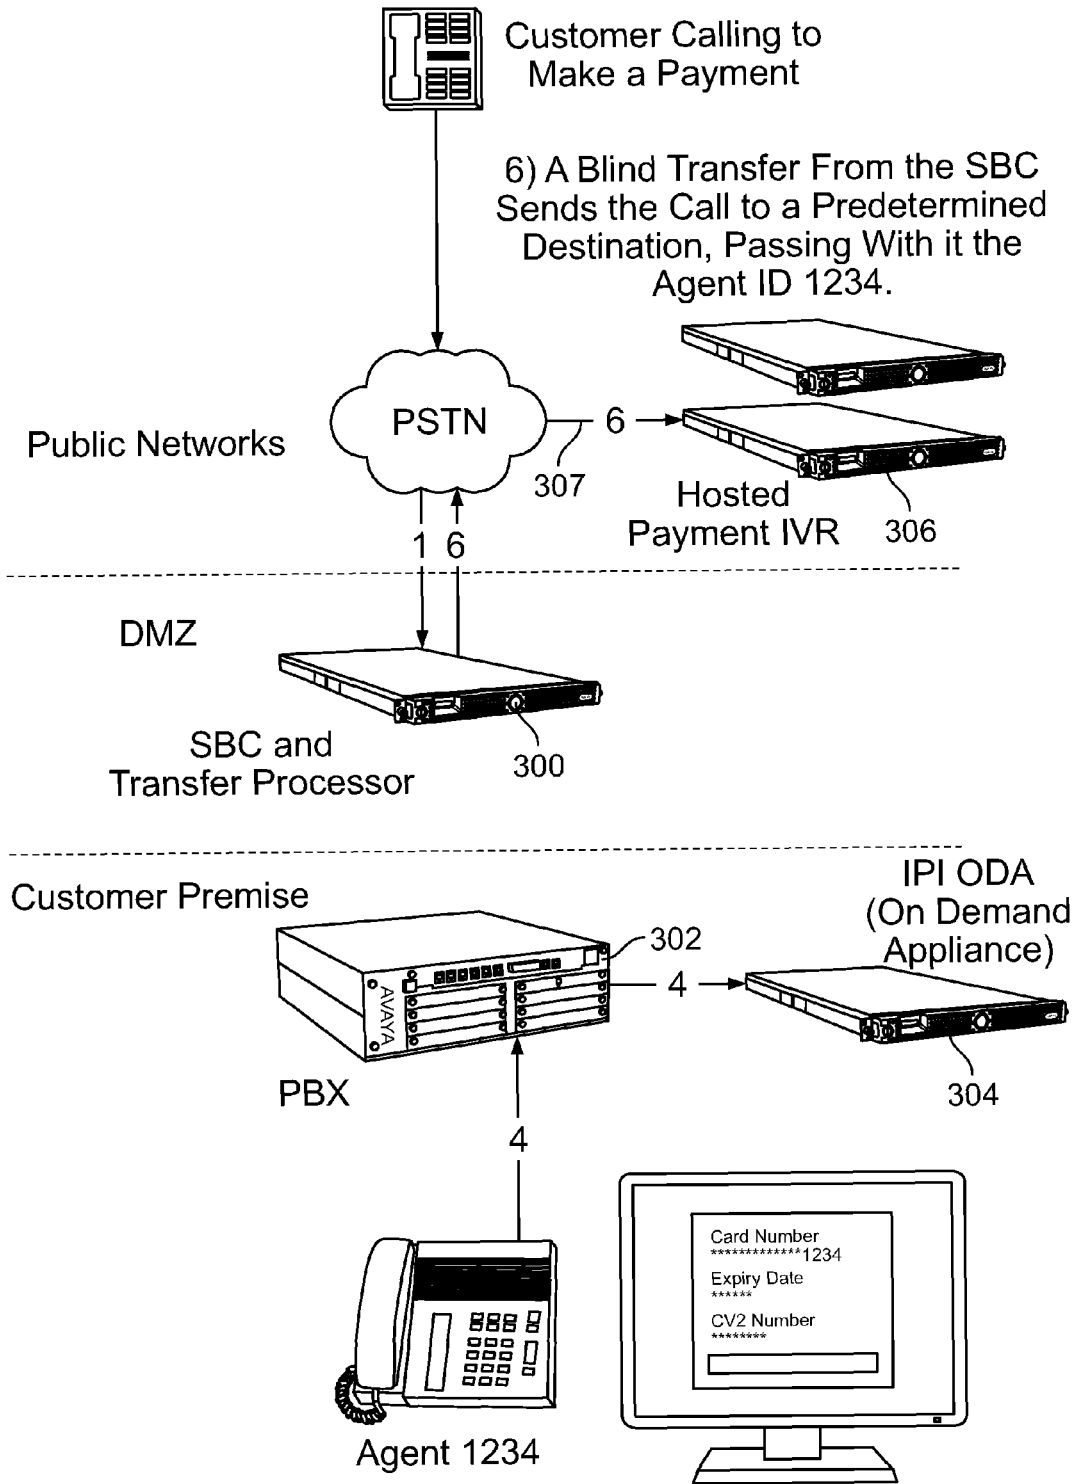 Customer Calling to
Make a Payment
6) A Blind Transfer From the SBC
Sends the Call to a Predetermined
Destination, Passing With it the
Agent ID 1234.
Public Networks
PSTN
6
307
Hosted
Payment IVR
306
1 6
DMZ
SBC and
Transfer Processor
300
Customer Premise
IPI ODA
(On Demand
Appliance)
302
4
AVAYA
304
PBX
4
Card Number
*************1234
Expiry Date
******
CV2 Number
********
Agent 1234